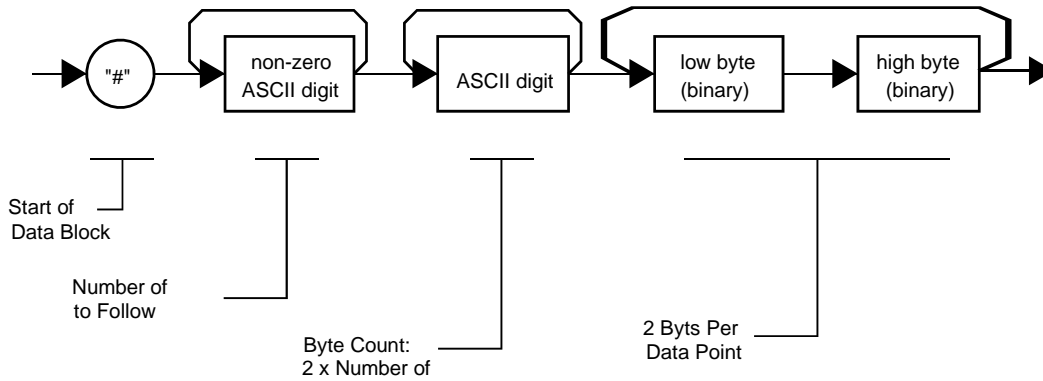 "#"
non-zero
ASCII digit
ASCII digit
low byte
(binary)
high byte
(binary)
Start of
Data Block
Number of
to Follow
Byte Count:
2 x Number of
2 Byts Per
Data Point